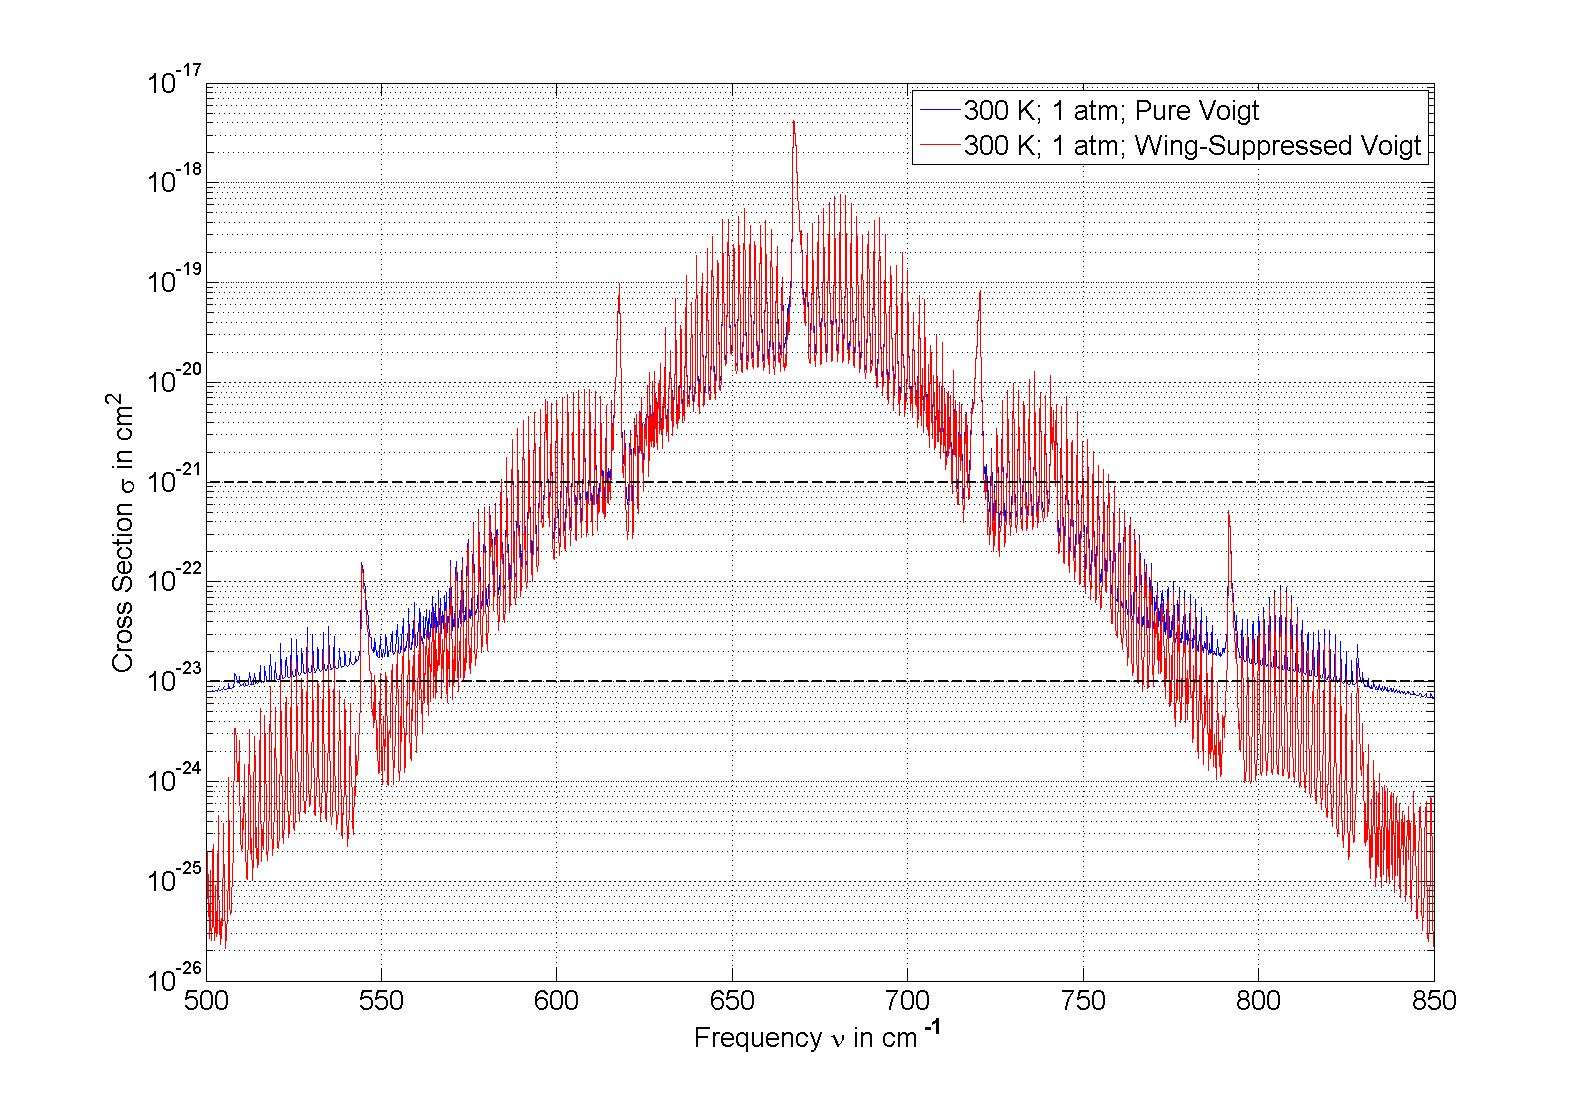 10^-17
10^-18
10^-19
10^-20
10^-21
10^-22
10^-23
10^-24
10^-25
10^-26
Cross Section σ in cm^2
300 K; 1 atm; Pure Voigt
300 K; 1 atm; Wing-Suppressed Voigt
500 550 600 650 700 750 800 850
Frequency ν in cm^-1